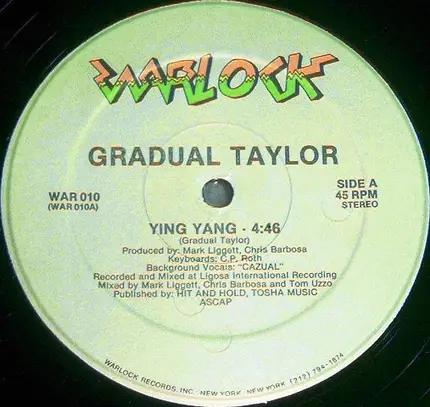 WARLOCK
GRADUAL TAYLOR
WAR 010
(WAR 010A)
SIDE A
45 RPM
STEREO
YING YANG - 4:46
(Gradual Taylor)
Produced by: Mark Liggett, Chris Barbosa
Keyboards: C.P. Roth
Background Vocals: "CAZUAL"
Recorded and Mixed at Ligosa International Recording
Mixed by Mark Liggett, Chris Barbosa and Tom Uzzo
Published by: HIT AND HOLD, TOSHA MUSIC
ASCAP
WARLOCK RECORDS, INC. NEW YORK, NEW YORK (212) 794-1874